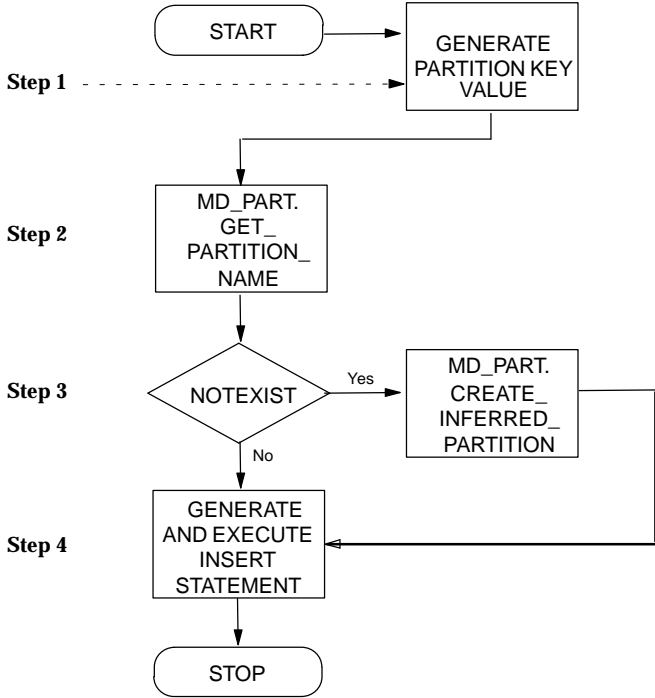 START
GENERATE
PARTITION KEY
VALUE
Step 1
MD_PART.
GET_
PARTITION_
NAME
Step 2
Step 3
NOTEXIST
Yes
MD_PART.
CREATE_
INFERRED_
PARTITION
No
GENERATE
AND EXECUTE
INSERT
STATEMENT
Step 4
STOP